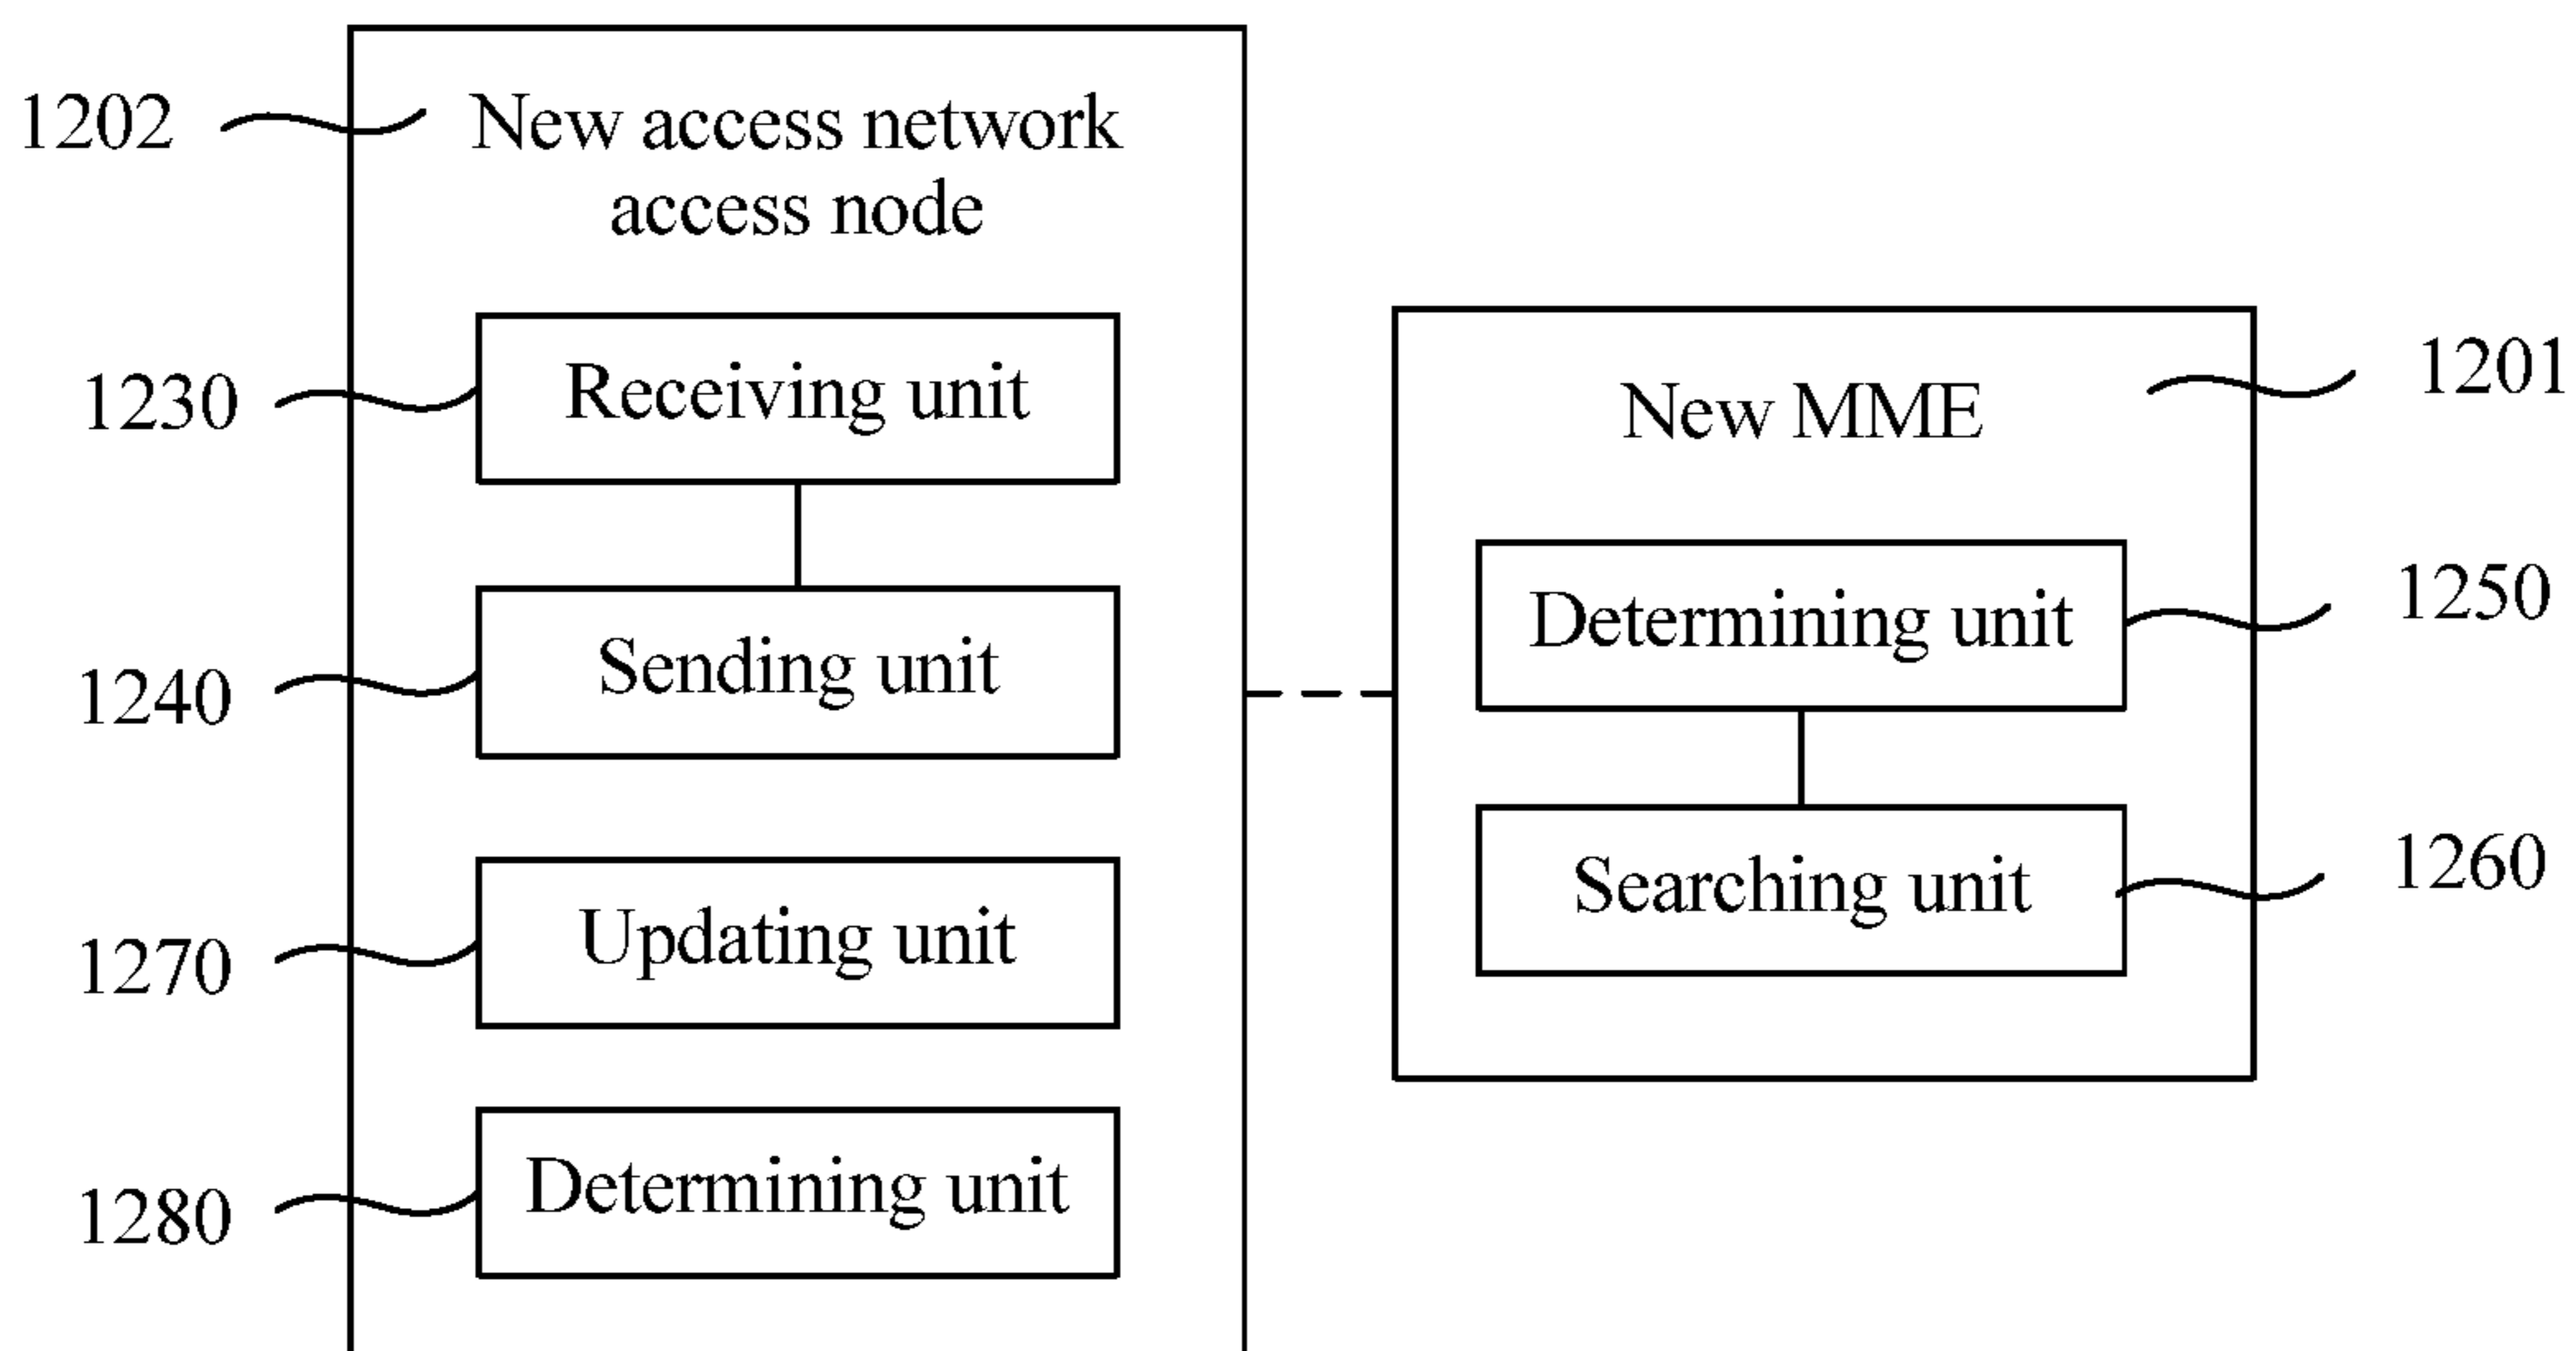 1202
New access network
access node
1230
Receiving unit
1240
Sending unit
1270
Updating unit
1280
Determining unit
1201
New MME
1250
Determining unit
1260
Searching unit